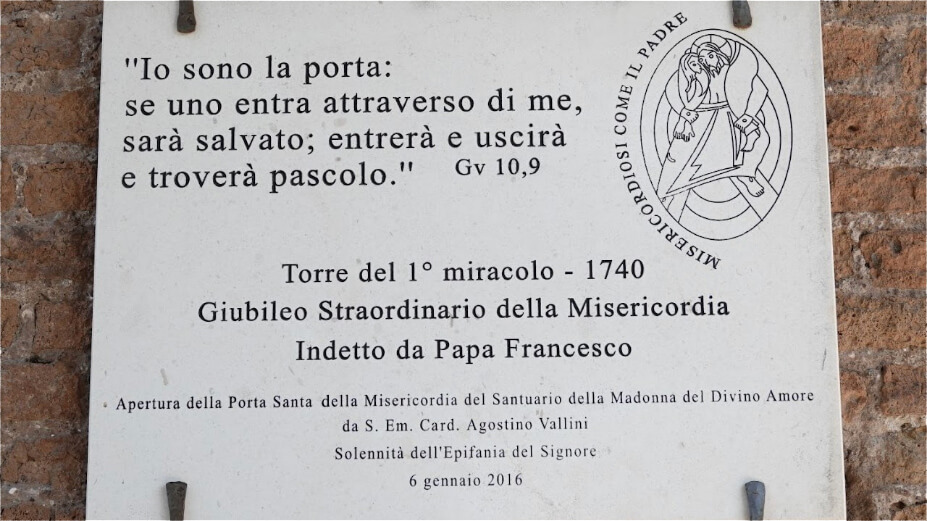 "Io sono la porta:
se uno entra attraverso di me,
sarà salvato; entrerà e uscirà
e troverà pascolo." Gv 10,9
MISERICORDIOSI COME IL PADRE
Torre del 1° miracolo - 1740
Giubileo Straordinario della Misericordia
Indetto da Papa Francesco
Apertura della Porta Santa della Misericordia del Santuario della Madonna del Divino Amore
da S. Em. Card. Agostino Vallini
Solennità dell'Epifania del Signore
6 gennaio 2016